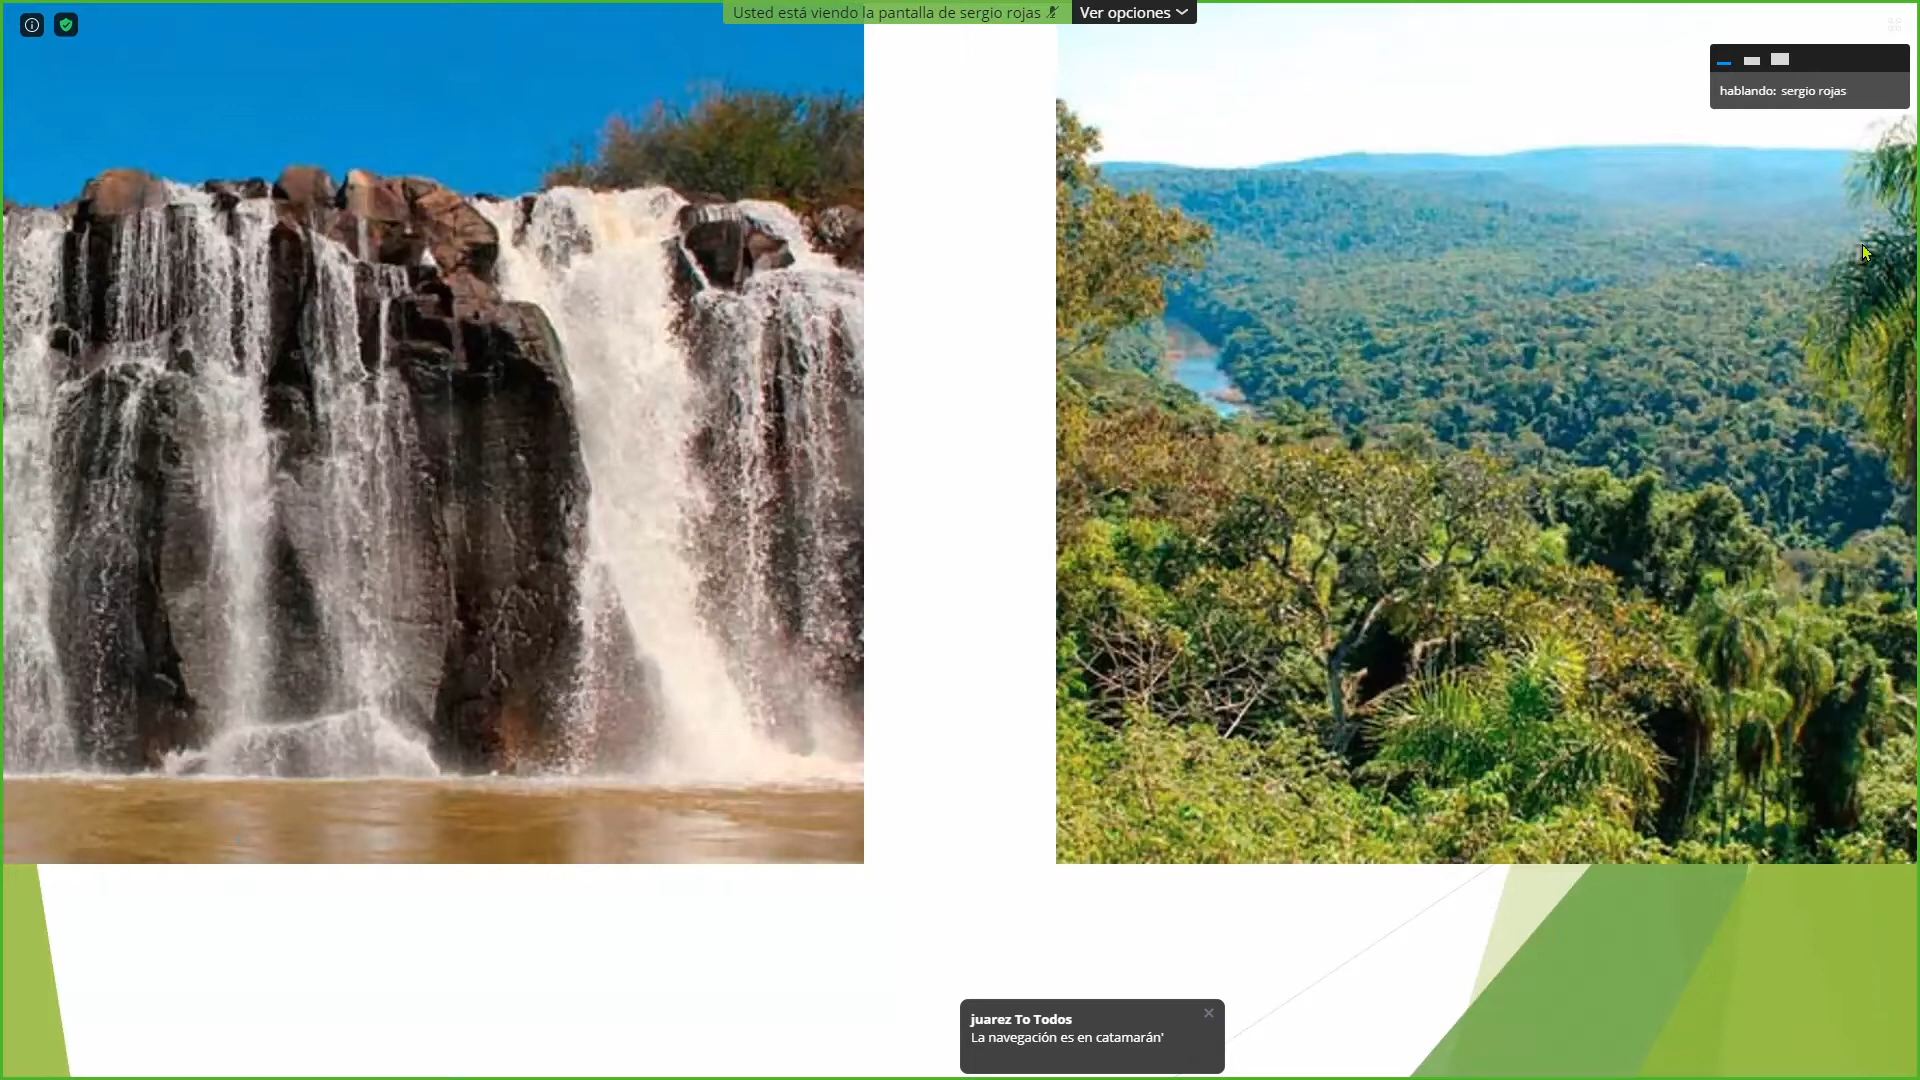 Usted está viendo la pantalla de sergio rojas
Ver opciones
hablando: sergio rojas
juarez To Todos
La navegación es en catamarán'